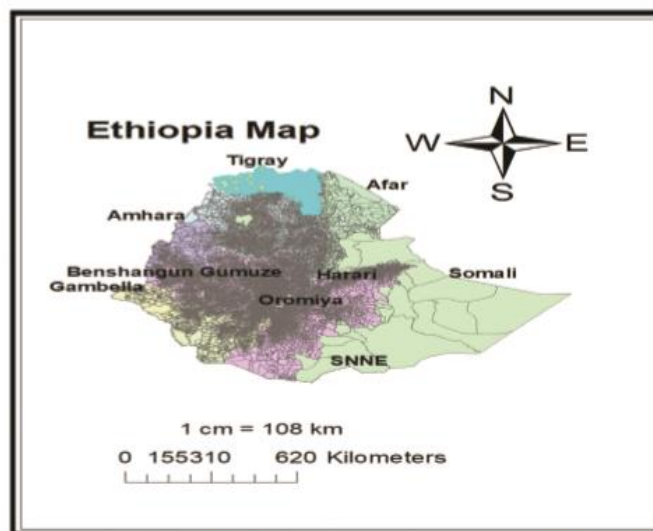 N
Ethiopia Map
W E
Tigray
S
Afar
Amhara
Benshangun Gumuze Harari Somali
Gambella
Oromiya
SNNE
1 cm = 108 km
0 155310 620 Kilometers